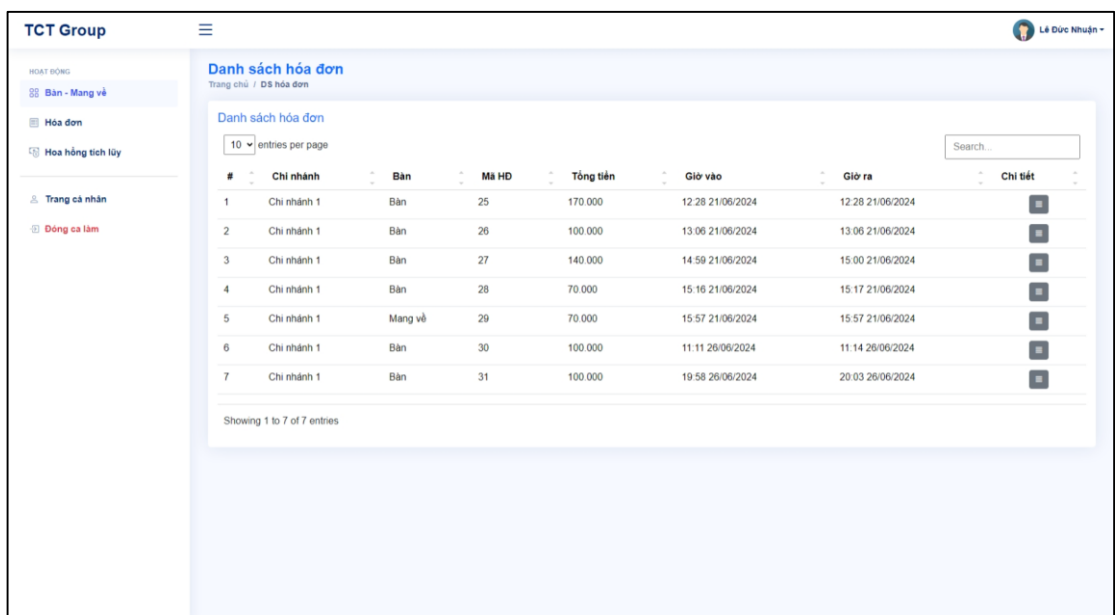 TCT Group
Lê Đức Nhuận
HOẠT ĐỘNG
Bàn - Mang về
Hóa đơn
Hoa hồng tích lũy
Trang cá nhân
Đóng ca làm
Danh sách hóa đơn
Trang chủ / DS hóa đơn
Danh sách hóa đơn
10 entries per page
Search...
# Chi nhánh Bàn Mã HĐ Tổng tiền Giờ vào Giờ ra Chi tiết
1 Chi nhánh 1 Bàn 25 170.000 12:28 21/06/2024 12:28 21/06/2024
2 Chi nhánh 1 Bàn 26 100.000 13:06 21/06/2024 13:06 21/06/2024
3 Chi nhánh 1 Bàn 27 140.000 14:59 21/06/2024 15:00 21/06/2024
4 Chi nhánh 1 Bàn 28 70.000 15:16 21/06/2024 15:17 21/06/2024
5 Chi nhánh 1 Mang về 29 70.000 15:57 21/06/2024 15:57 21/06/2024
6 Chi nhánh 1 Bàn 30 100.000 11:11 26/06/2024 11:14 26/06/2024
7 Chi nhánh 1 Bàn 31 100.000 19:58 26/06/2024 20:03 26/06/2024
Showing 1 to 7 of 7 entries